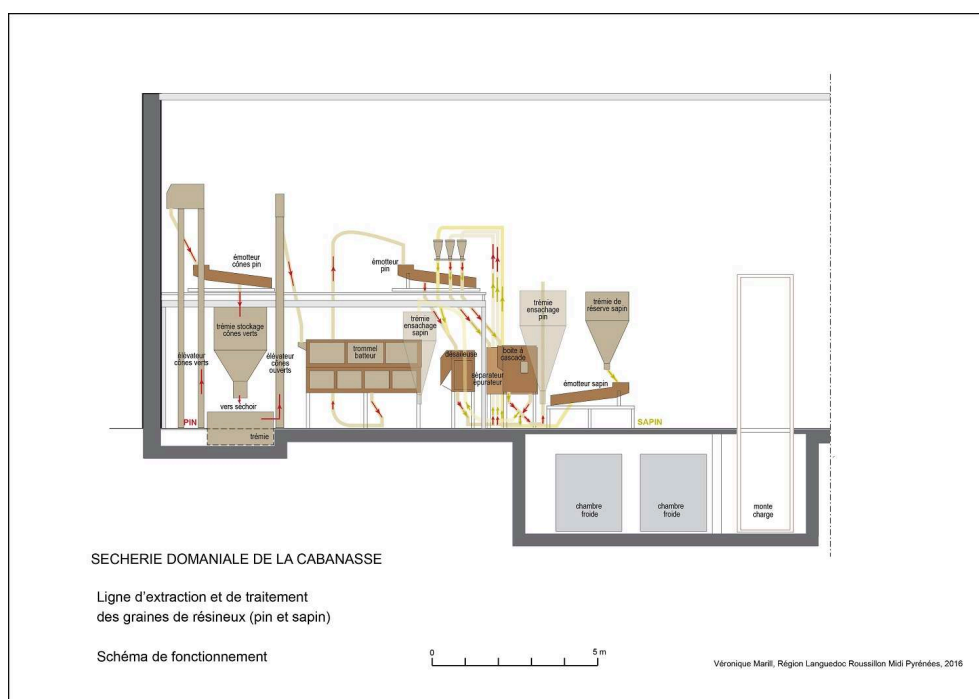 émotteur
cônes pin
émotteur
pin
trémie stockage
cônes verts
trémie
ensachage
sapin
trémie
ensachage
pin
trémie de
réserve sapin
élévateur
cônes verts
élévateur
cônes
ouverts
trommel
batteur
désaileuse
boite à
cascade
séparateur
épurateur
émotteur sapin
vers sechoir
PIN
trémie
SAPIN
chambre
froide
chambre
froide
monte
charge
SECHERIE DOMANIALE DE LA CABANASSE
Ligne d'extraction et de traitement
des graines de résineux (pin et sapin)
Schéma de fonctionnement
0
5 m
Véronique Marill, Région Languedoc Roussillon Midi Pyrénées, 2016